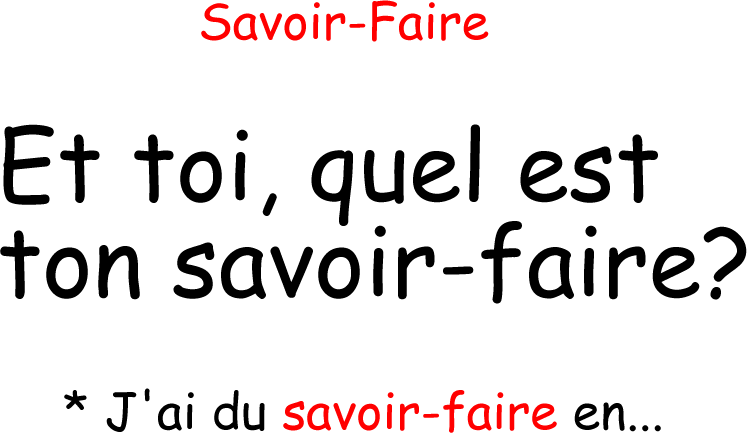 Savoir-Faire
Et toi, quel est
ton savoir-faire?
* J'ai du savoir-faire en...